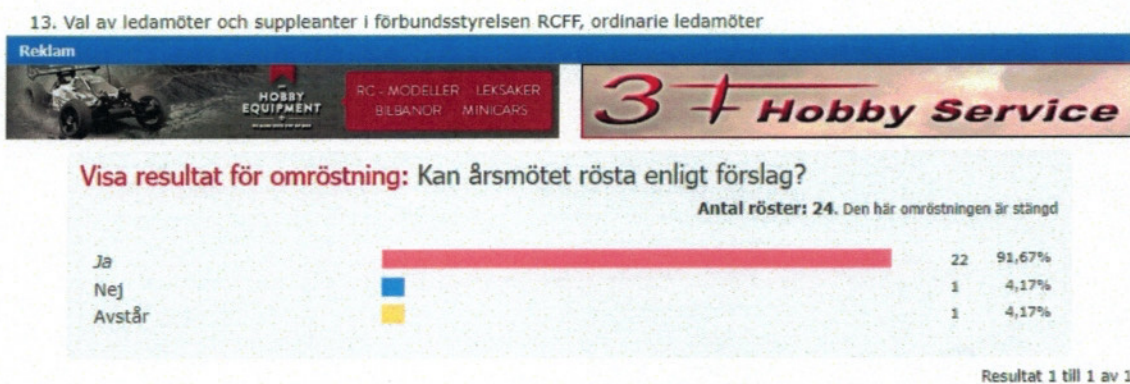 13. Val av ledamöter och suppleanter i förbundsstyrelsen RCFF, ordinarie ledamöter
Reklam
HOBBY
EQUIPMENT
RC - MODELLER LEKSAKER
BILBANOR MINICARS
3+ Hobby Service
Visa resultat för omröstning: Kan årsmötet rösta enligt förslag?
Antal röster: 24. Den här omröstningen är stängd
Ja 22 91,67%
Nej 1 4,17%
Avstår 1 4,17%
Resultat 1 till 1 av 1